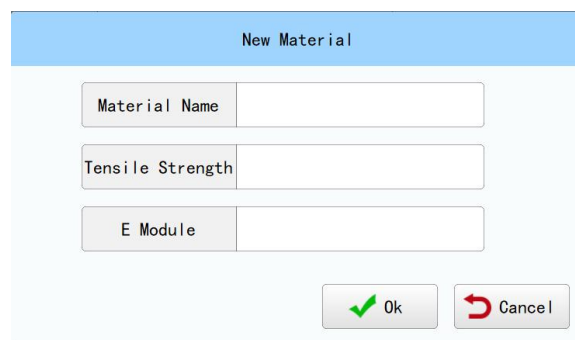 New Material
Material Name
Tensile Strength
E Module
Ok
Cancel